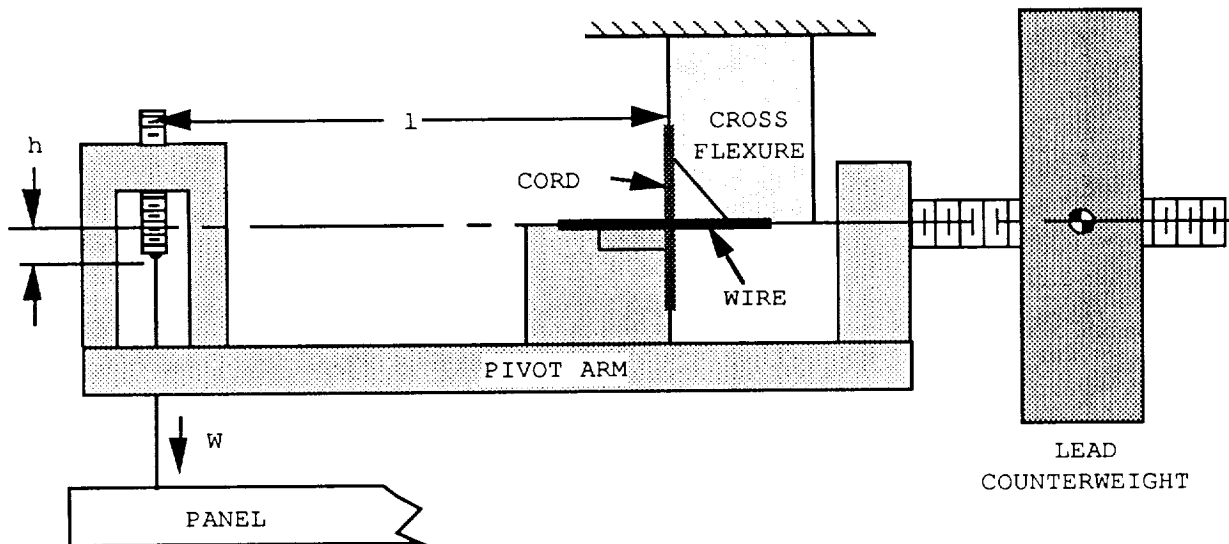 l
h
CROSS
FLEXURE
CORD
WIRE
PIVOT ARM
W
LEAD
COUNTERWEIGHT
PANEL